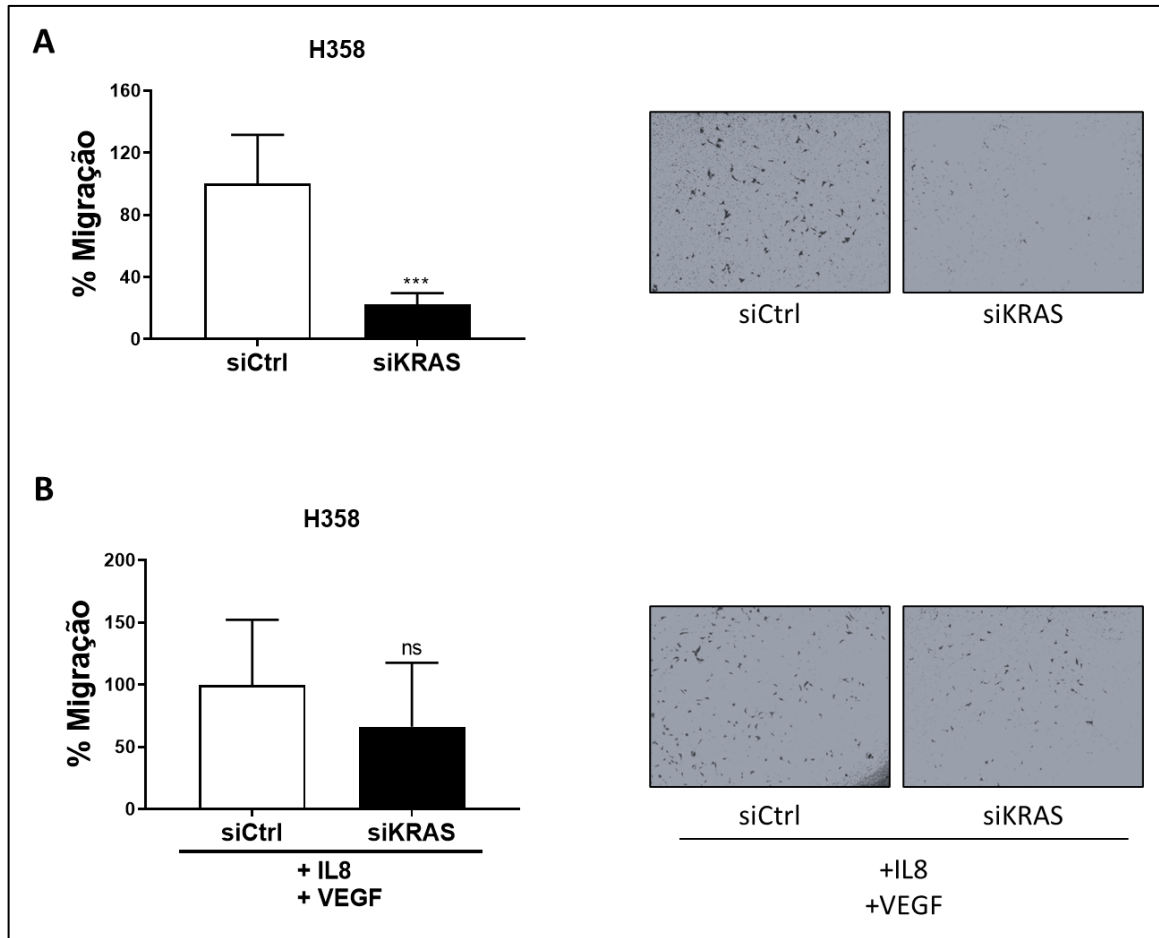 A
H358
% Migração
160
120
80
40
0
***
siCtrl
siKRAS
siCtrl
siKRAS
B
H358
% Migração
200
150
100
50
0
ns
siCtrl
siKRAS
+ IL8
+ VEGF
siCtrl
siKRAS
+IL8
+VEGF